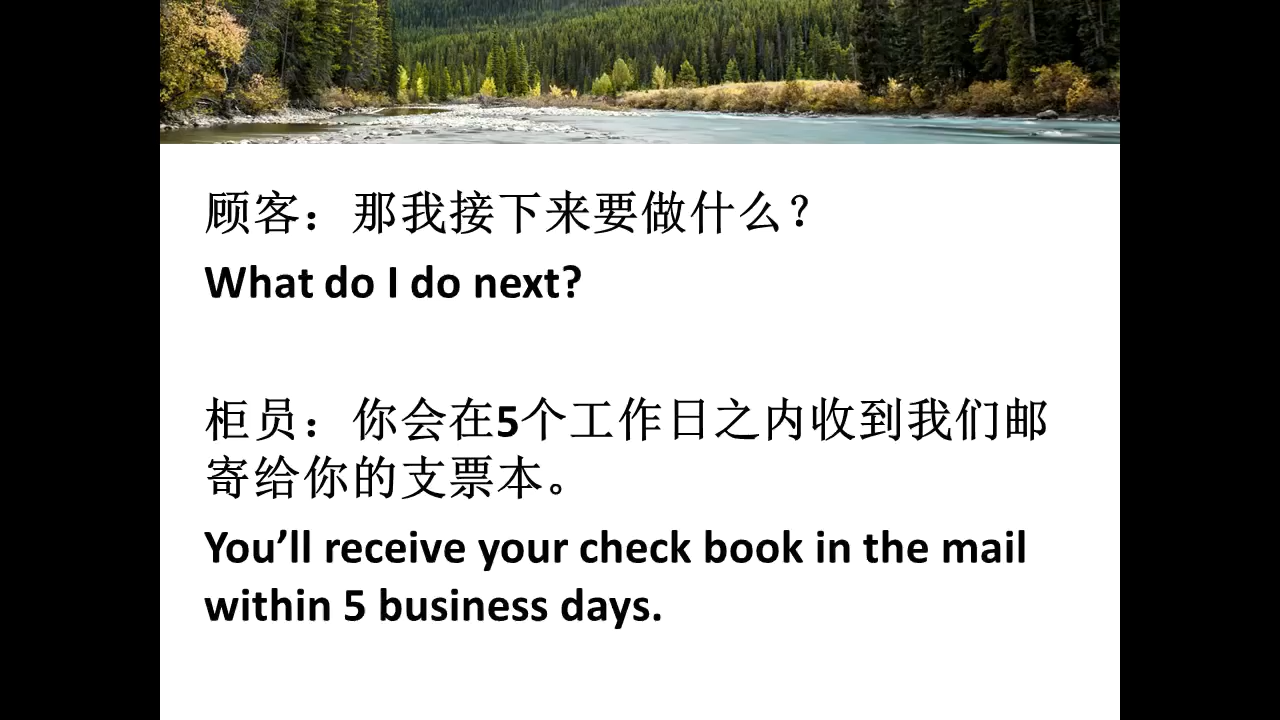 顾客：那我接下来要做什么？
What do I do next?
柜员：你会在5个工作日之内收到我们邮
寄给你的支票本。
You’ll receive your check book in the mail
within 5 business days.